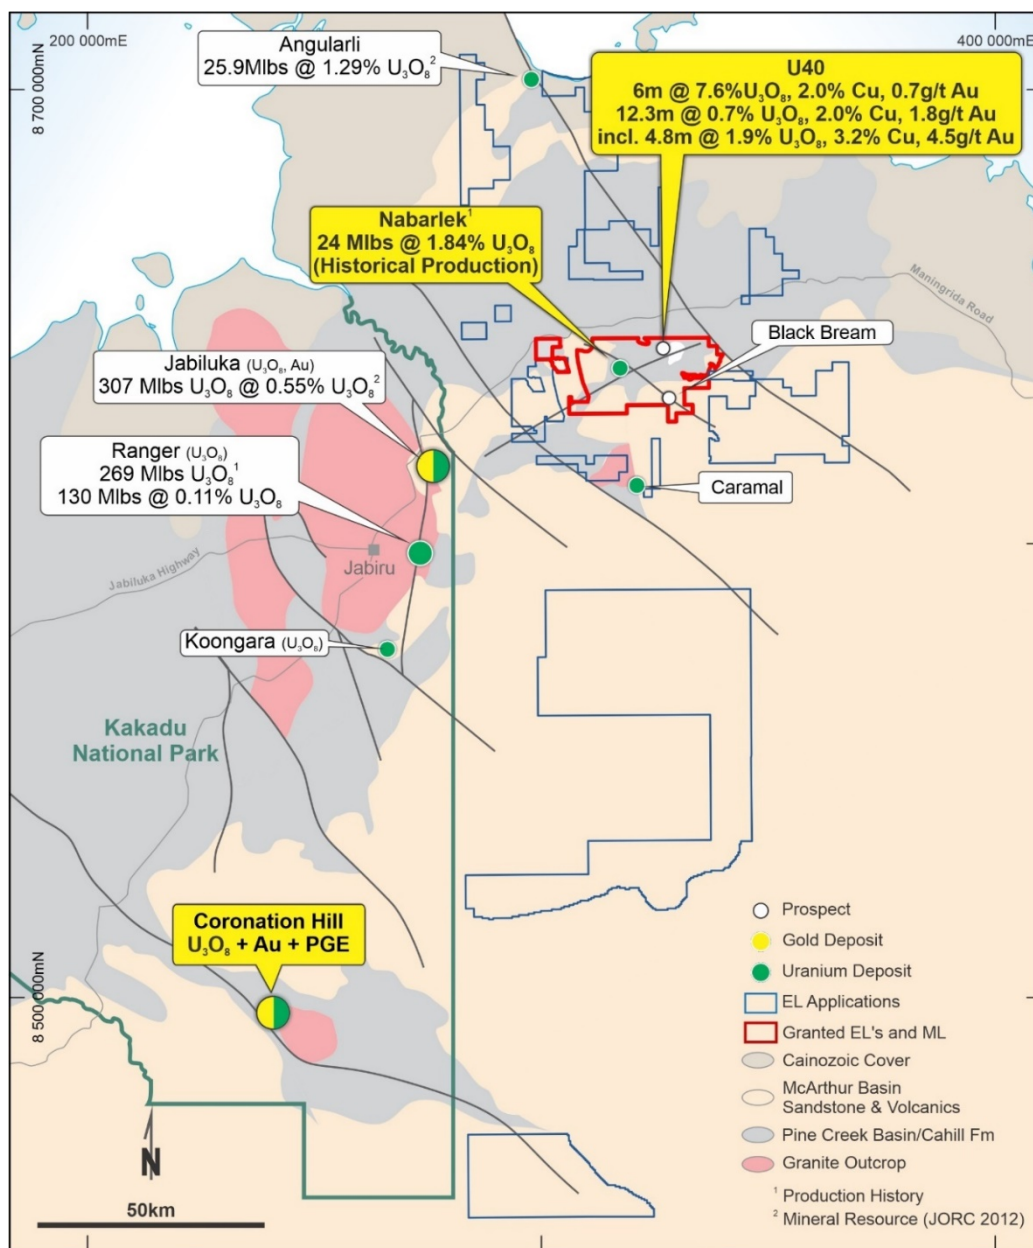 200 000mE
400 000 mE
8 700 000mN
Angularli
25.9Mlbs @ 1.29% U₃O₈²
U40
6m @ 7.6%U₃O₈, 2.0% Cu, 0.7g/t Au
12.3m @ 0.7% U₃O₈, 2.0% Cu, 1.8g/t Au
incl. 4.8m @ 1.9% U₃O₈, 3.2% Cu, 4.5g/t Au
Nabarlek¹
24 Mlbs @ 1.84% U₃O₈
(Historical Production)
Maningrida Road
Black Bream
Jabiluka (U₃O₈, Au)
307 Mlbs U₃O₈ @ 0.55% U₃O₈²
Ranger (U₃O₈)
269 Mlbs U₃O₈¹
130 Mlbs @ 0.11% U₃O₈
Caramal
Jabiru
Jabiluka Highway
Koongara (U₃O₈)
Kakadu
National Park
Coronation Hill
U₃O₈ + Au + PGE
8 500 000mN
Prospect
Gold Deposit
Uranium Deposit
EL Applications
Granted EL's and ML
Cainozoic Cover
McArthur Basin
Sandstone & Volcanics
Pine Creek Basin/Cahill Fm
Granite Outcrop
¹ Production History
² Mineral Resource (JORC 2012)
N
50km